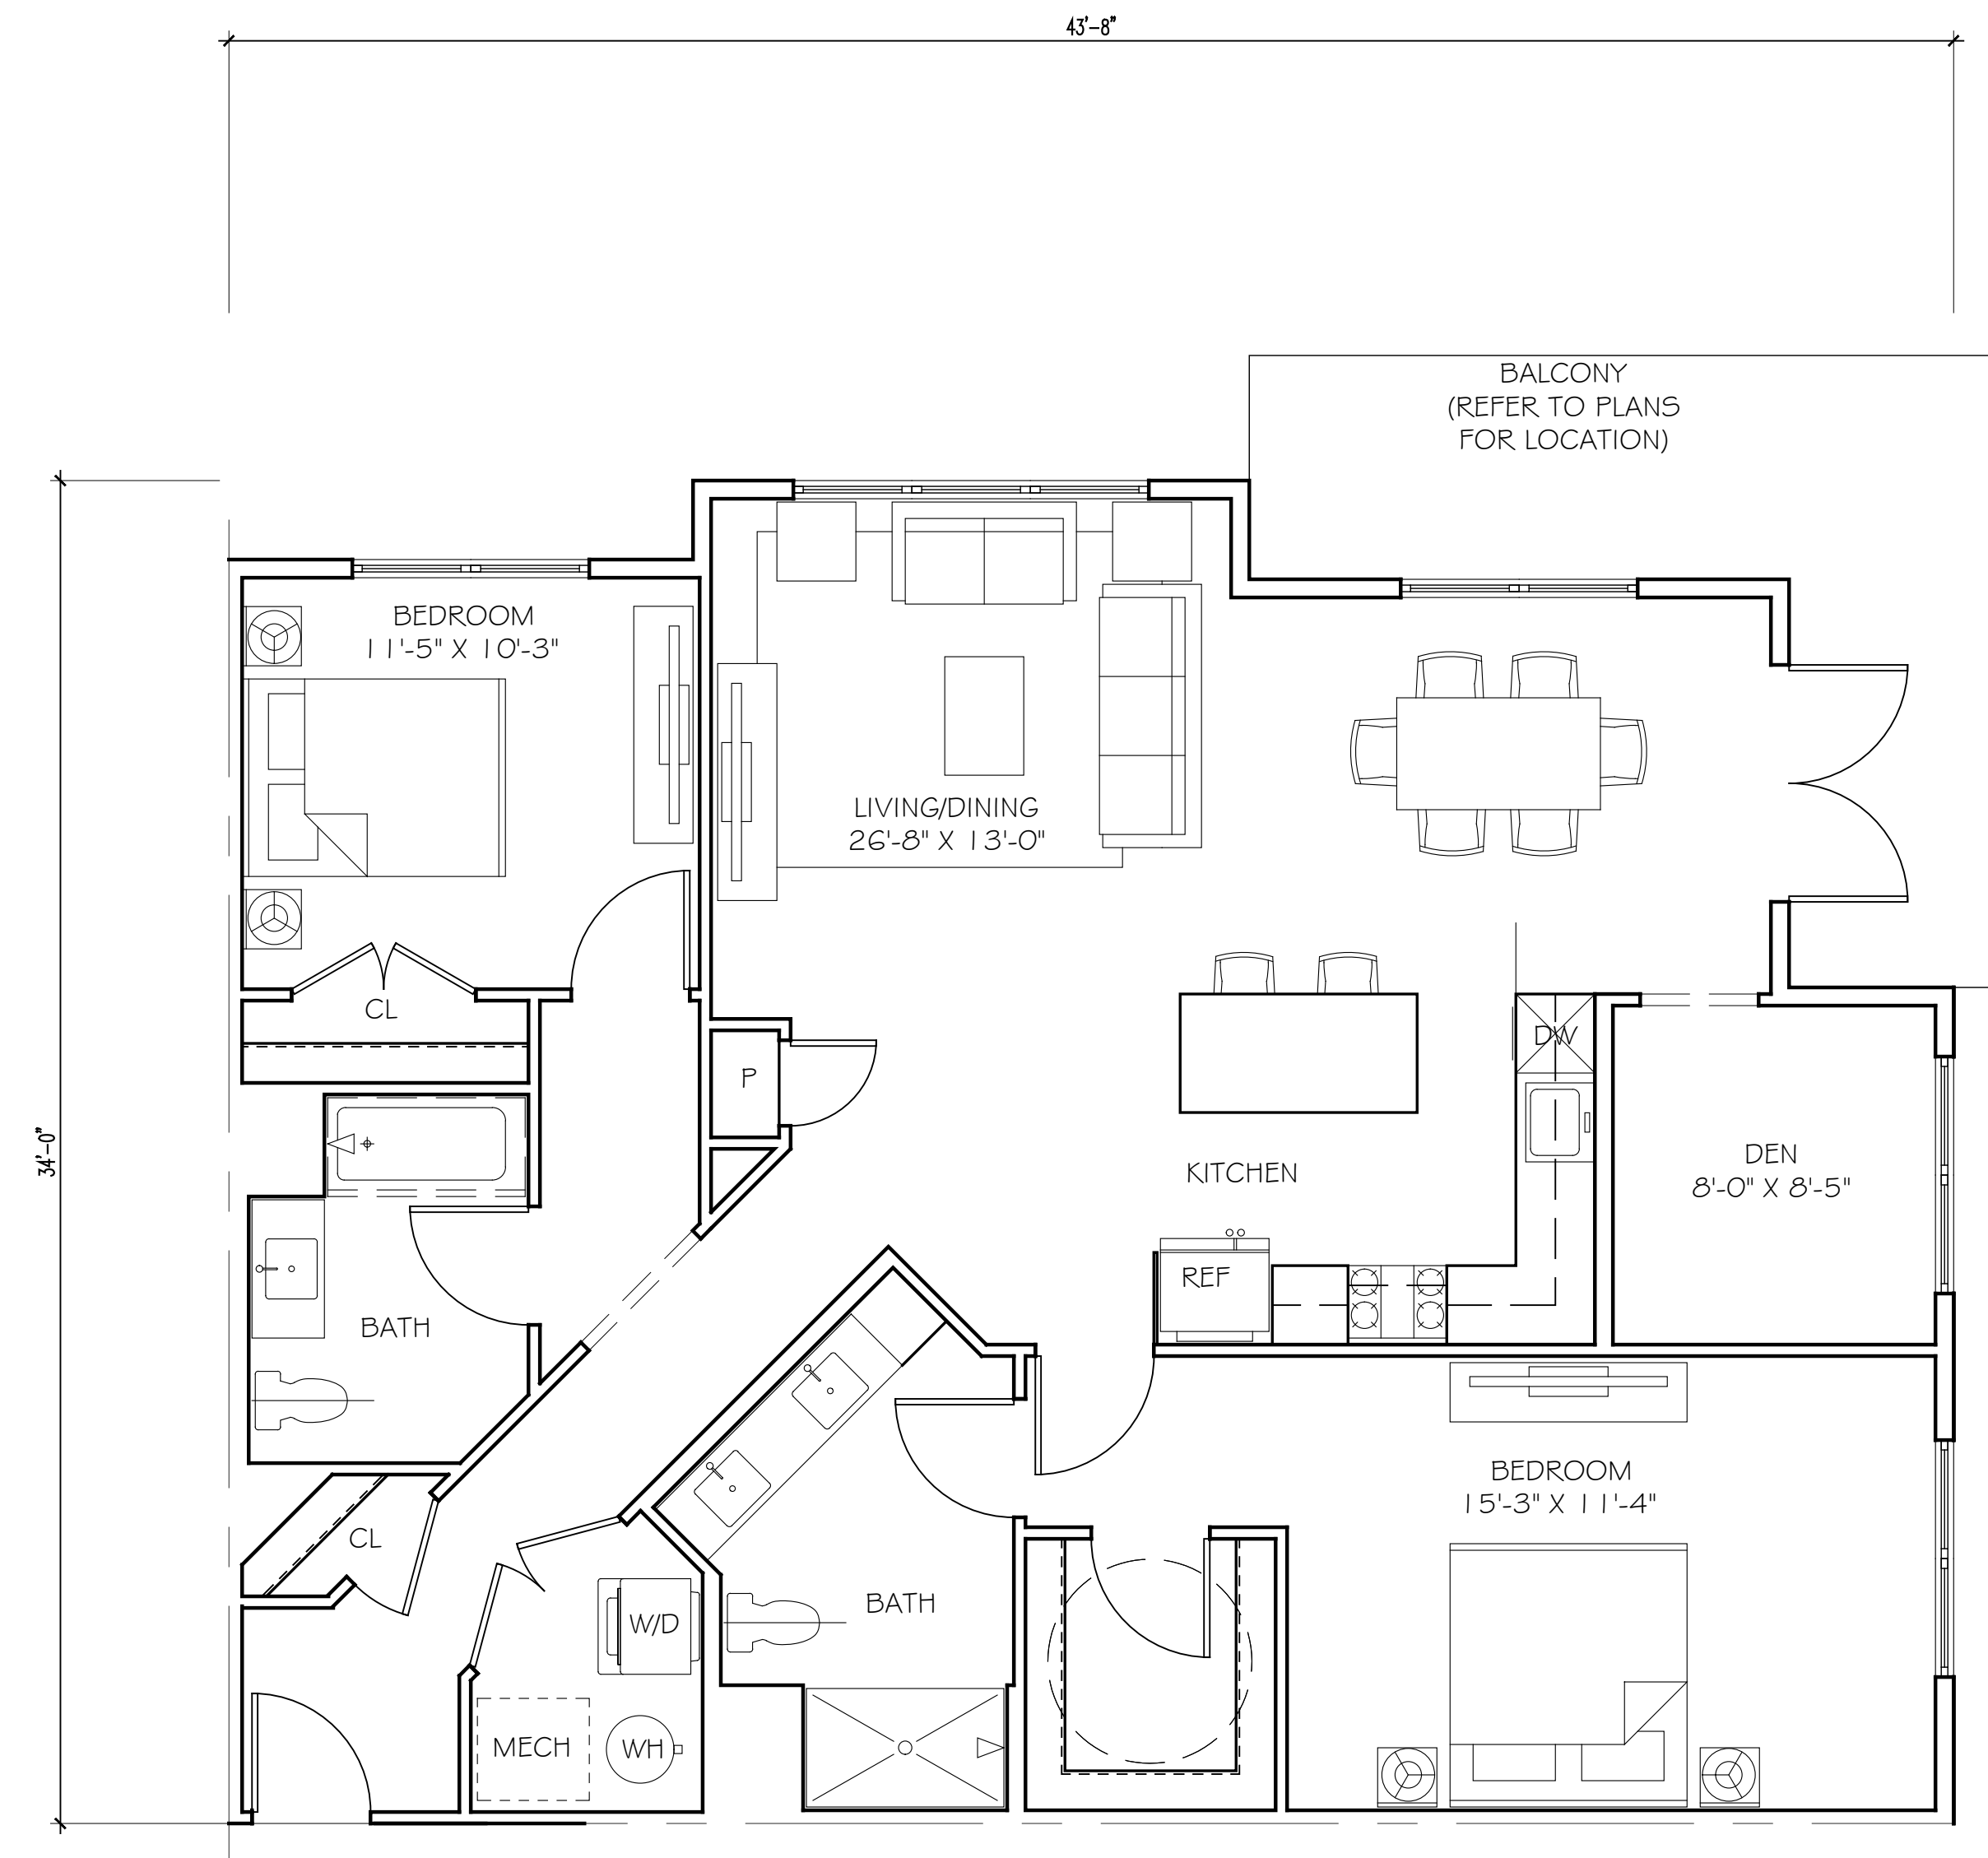 43'-8"
BALCONY
(REFER TO PLANS
FOR LOCATION)
BEDROOM
11'-5" X 10'-3"
LIVING/DINING
26'-8" X 13'-0"
CL
DW
P
34'-0"
DEN
8'-0" X 8'-5"
KITCHEN
REF
BATH
BEDROOM
15'-3" X 11'-4"
CL
BATH
W/D
MECH
WH